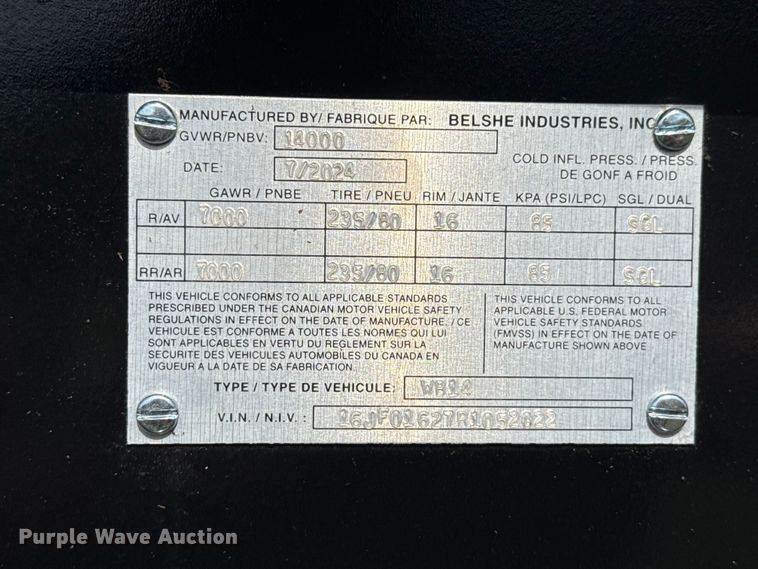 MANUFACTURED BY/ FABRIQUE PAR: BELSHE INDUSTRIES, INC
GVWR/PNBV: 14000
DATE: 7/2024
COLD INFL. PRESS. / PRESS.
DE GONF A FROID
GAWR / PNBE TIRE / PNEU RIM / JANTE KPA (PSI/LPC) SGL / DUAL
R/AV 7000 235/80 16 65 SGL
RR/AR 7000 235/80 16 65 SGL
THIS VEHICLE CONFORMS TO ALL APPLICABLE STANDARDS
PRESCRIBED UNDER THE CANADIAN MOTOR VEHICLE SAFETY
REGULATIONS IN EFFECT ON THE DATE OF MANUFACTURE. / CE
VEHICULE EST CONFORME A TOUTES LES NORMES QUI LUI
SONT APPLICABLES EN VERTU DU REGLEMENT SUR LA
SECURITE DES VEHICULES AUTOMOBILES DU CANADA EN
VIGUEUR A LA DATE DE SA FABRICATION.
THIS VEHICLE CONFORMS TO ALL
APPLICABLE U.S. FEDERAL MOTOR
VEHICLE SAFETY STANDARDS
(FMVSS) IN EFFECT ON THE DATE OF
MANUFACTURE SHOWN ABOVE
TYPE / TYPE DE VEHICULE:
V.I.N. / N.I.V. : 16JF01627R1052022
Purple Wave Auction